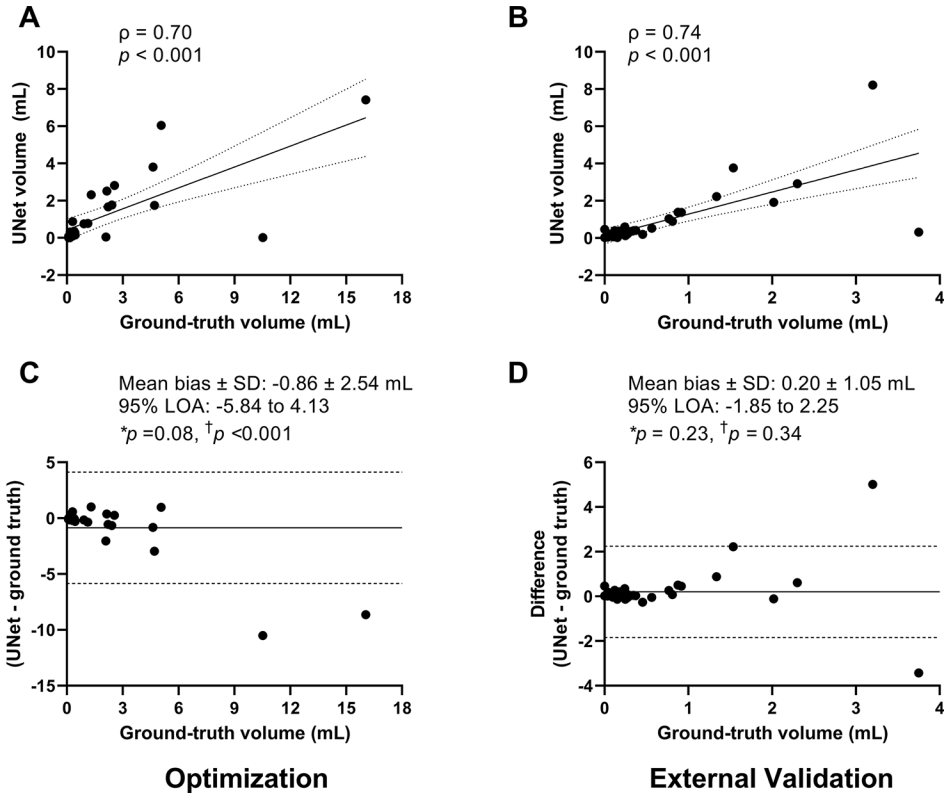 A
ρ = 0.70
p < 0.001
10
8
6
4
2
0
-2
UNet volume (mL)
0 3 6 9 12 15 18
Ground-truth volume (mL)
B
ρ = 0.74
p < 0.001
10
8
6
4
2
0
-2
UNet volume (mL)
0 1 2 3 4
Ground-truth volume (mL)
C
Mean bias ± SD: -0.86 ± 2.54 mL
95% LOA: -5.84 to 4.13
*p =0.08, †p <0.001
5
0
-5
-10
-15
(UNet - ground truth)
0 3 6 9 12 15 18
Ground-truth volume (mL)
Optimization
D
Mean bias ± SD: 0.20 ± 1.05 mL
95% LOA: -1.85 to 2.25
*p = 0.23, †p = 0.34
6
4
2
0
-2
-4
Difference
(UNet - ground truth)
0 1 2 3 4
Ground-truth volume (mL)
External Validation